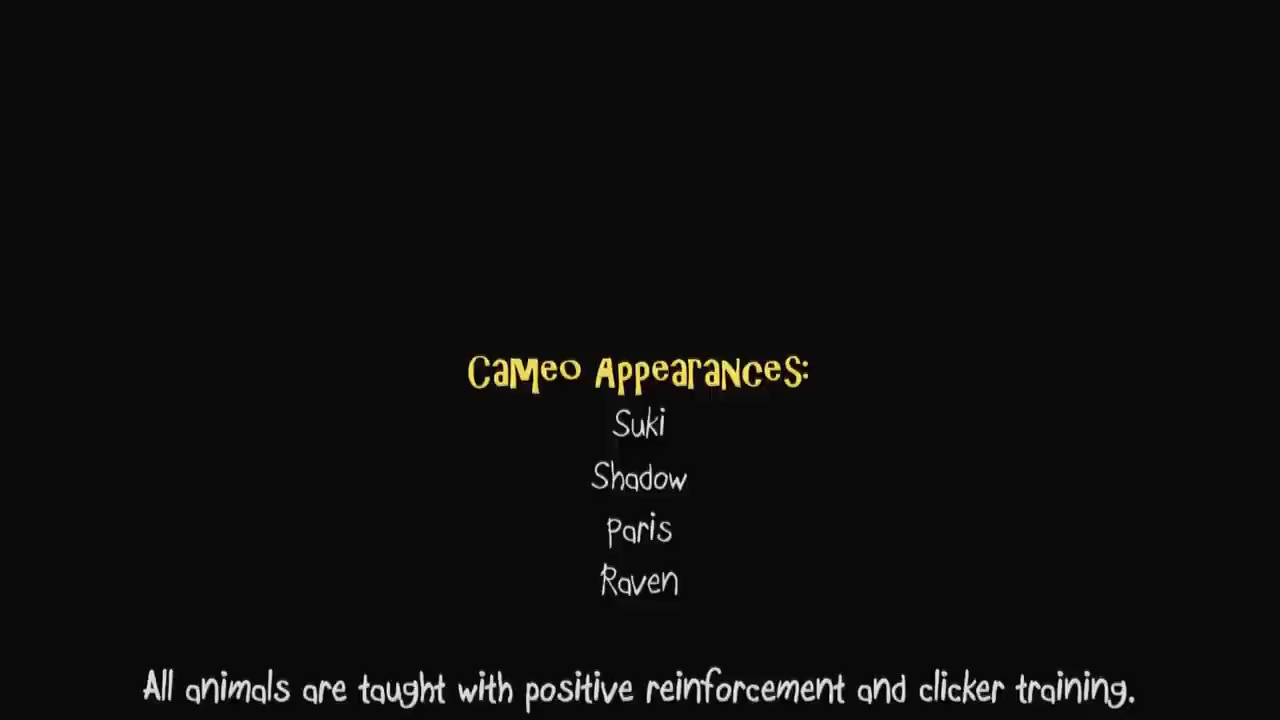 Cameo Appearances:
Suki
Shadow
Paris
Raven
All animals are taught with positive reinforcement and clicker training.